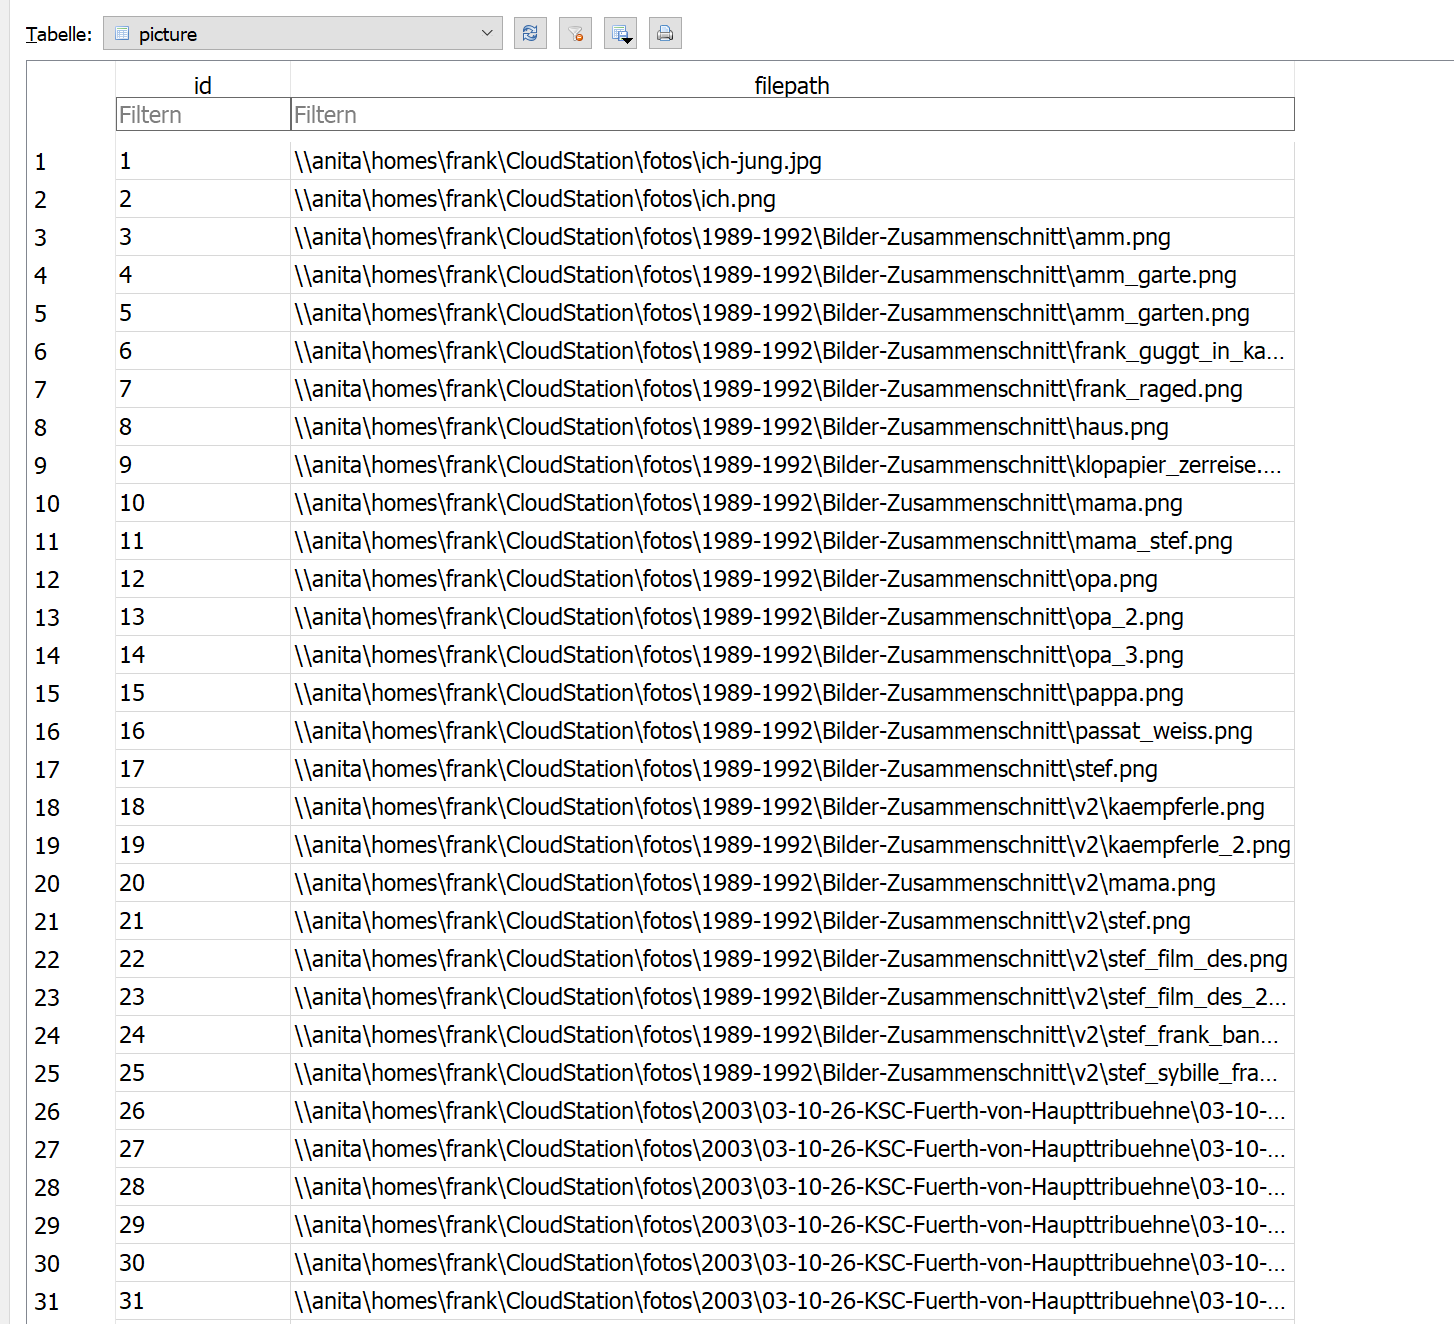 Tabelle: picture
id filepath
Filtern Filtern
1 1 \\anita\homes\frank\CloudStation\fotos\ich-jung.jpg
2 2 \\anita\homes\frank\CloudStation\fotos\ich.png
3 3 \\anita\homes\frank\CloudStation\fotos\1989-1992\Bilder-Zusammenschnitt\amm.png
4 4 \\anita\homes\frank\CloudStation\fotos\1989-1992\Bilder-Zusammenschnitt\amm_garte.png
5 5 \\anita\homes\frank\CloudStation\fotos\1989-1992\Bilder-Zusammenschnitt\amm_garten.png
6 6 \\anita\homes\frank\CloudStation\fotos\1989-1992\Bilder-Zusammenschnitt\frank_guggt_in_ka...
7 7 \\anita\homes\frank\CloudStation\fotos\1989-1992\Bilder-Zusammenschnitt\frank_raged.png
8 8 \\anita\homes\frank\CloudStation\fotos\1989-1992\Bilder-Zusammenschnitt\haus.png
9 9 \\anita\homes\frank\CloudStation\fotos\1989-1992\Bilder-Zusammenschnitt\klopapier_zerreise....
10 10 \\anita\homes\frank\CloudStation\fotos\1989-1992\Bilder-Zusammenschnitt\mama.png
11 11 \\anita\homes\frank\CloudStation\fotos\1989-1992\Bilder-Zusammenschnitt\mama_stef.png
12 12 \\anita\homes\frank\CloudStation\fotos\1989-1992\Bilder-Zusammenschnitt\opa.png
13 13 \\anita\homes\frank\CloudStation\fotos\1989-1992\Bilder-Zusammenschnitt\opa_2.png
14 14 \\anita\homes\frank\CloudStation\fotos\1989-1992\Bilder-Zusammenschnitt\opa_3.png
15 15 \\anita\homes\frank\CloudStation\fotos\1989-1992\Bilder-Zusammenschnitt\pappa.png
16 16 \\anita\homes\frank\CloudStation\fotos\1989-1992\Bilder-Zusammenschnitt\passat_weiss.png
17 17 \\anita\homes\frank\CloudStation\fotos\1989-1992\Bilder-Zusammenschnitt\stef.png
18 18 \\anita\homes\frank\CloudStation\fotos\1989-1992\Bilder-Zusammenschnitt\v2\kaempferle.png
19 19 \\anita\homes\frank\CloudStation\fotos\1989-1992\Bilder-Zusammenschnitt\v2\kaempferle_2.png
20 20 \\anita\homes\frank\CloudStation\fotos\1989-1992\Bilder-Zusammenschnitt\v2\mama.png
21 21 \\anita\homes\frank\CloudStation\fotos\1989-1992\Bilder-Zusammenschnitt\v2\stef.png
22 22 \\anita\homes\frank\CloudStation\fotos\1989-1992\Bilder-Zusammenschnitt\v2\stef_film_des.png
23 23 \\anita\homes\frank\CloudStation\fotos\1989-1992\Bilder-Zusammenschnitt\v2\stef_film_des_2...
24 24 \\anita\homes\frank\CloudStation\fotos\1989-1992\Bilder-Zusammenschnitt\v2\stef_frank_ban...
25 25 \\anita\homes\frank\CloudStation\fotos\1989-1992\Bilder-Zusammenschnitt\v2\stef_sybille_fra...
26 26 \\anita\homes\frank\CloudStation\fotos\2003\03-10-26-KSC-Fuerth-von-Haupttribuehne\03-10-...
27 27 \\anita\homes\frank\CloudStation\fotos\2003\03-10-26-KSC-Fuerth-von-Haupttribuehne\03-10-...
28 28 \\anita\homes\frank\CloudStation\fotos\2003\03-10-26-KSC-Fuerth-von-Haupttribuehne\03-10-...
29 29 \\anita\homes\frank\CloudStation\fotos\2003\03-10-26-KSC-Fuerth-von-Haupttribuehne\03-10-...
30 30 \\anita\homes\frank\CloudStation\fotos\2003\03-10-26-KSC-Fuerth-von-Haupttribuehne\03-10-...
31 31 \\anita\homes\frank\CloudStation\fotos\2003\03-10-26-KSC-Fuerth-von-Haupttribuehne\03-10-...